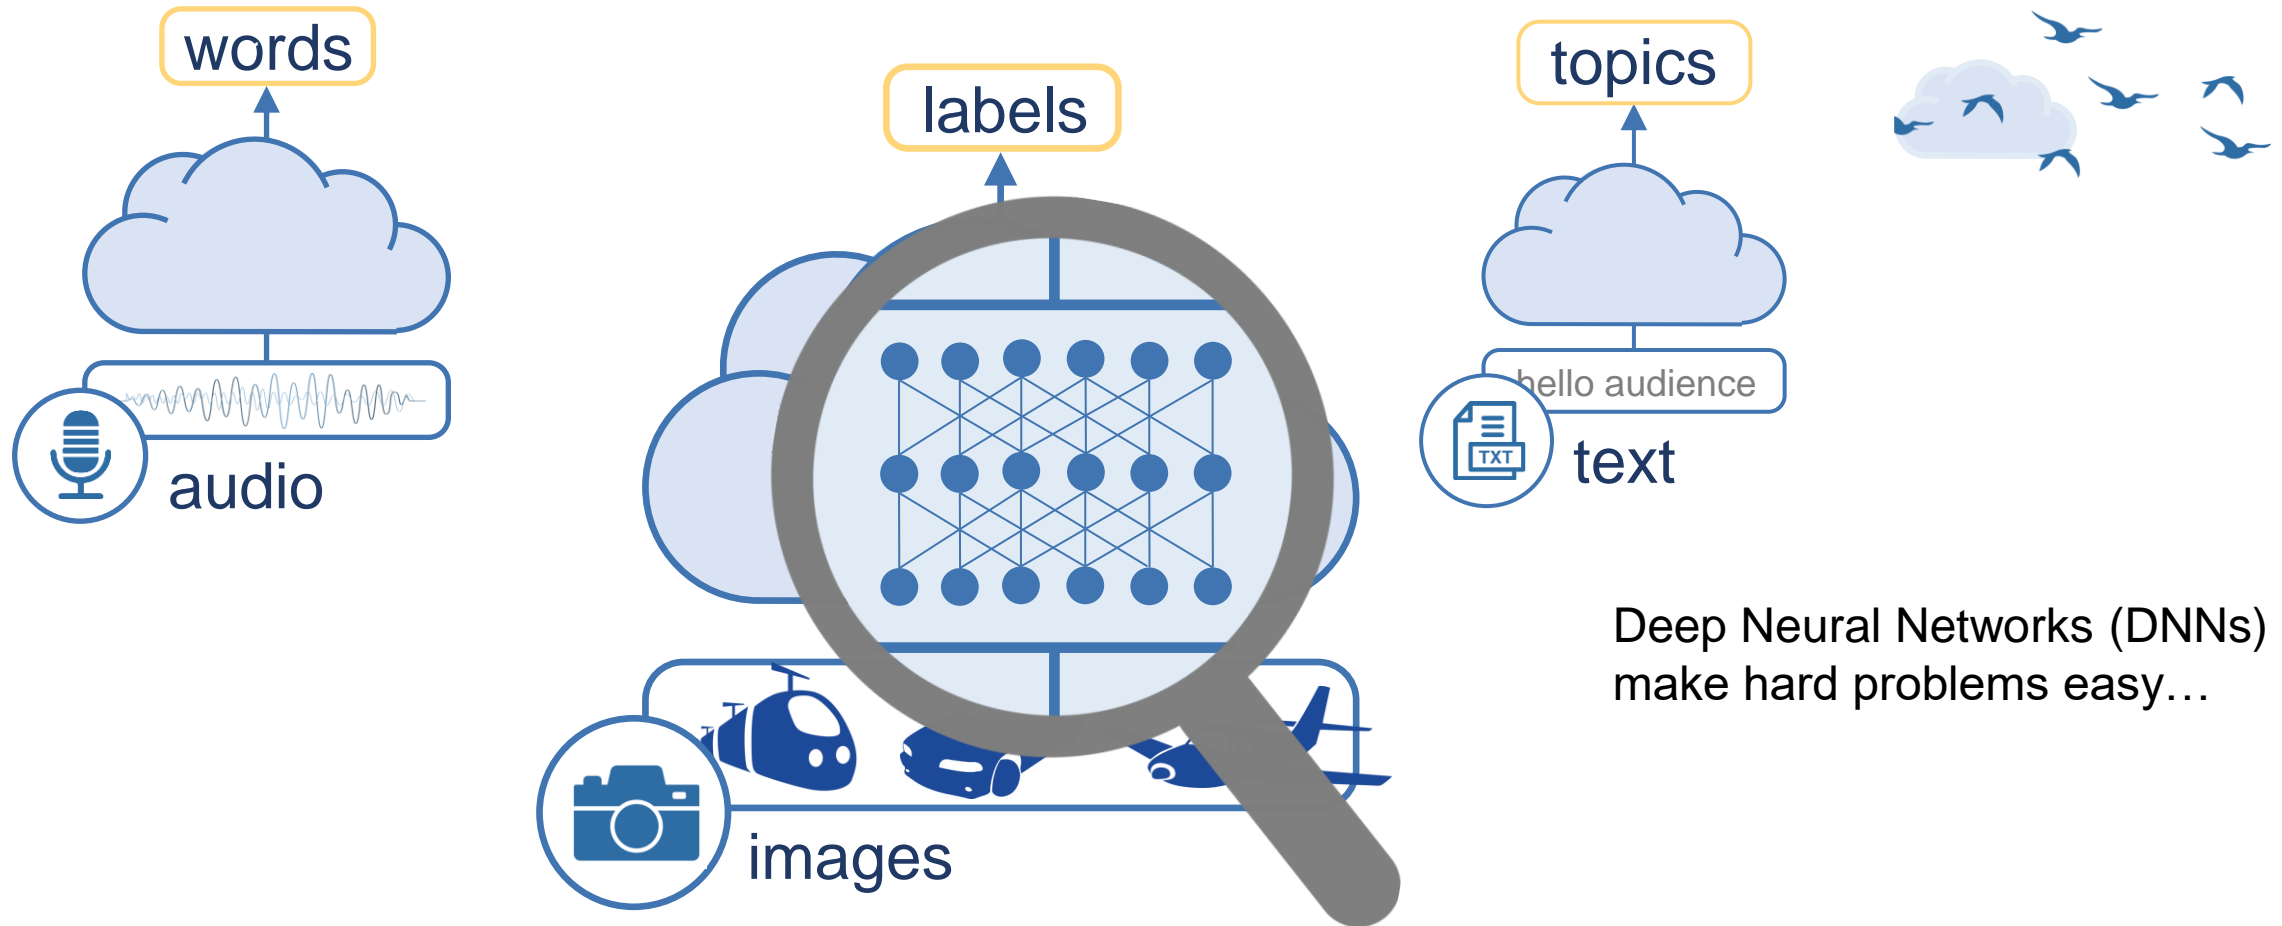 words
audio
labels
images
topics
hello audience
TXT
text
Deep Neural Networks (DNNs)
make hard problems easy…